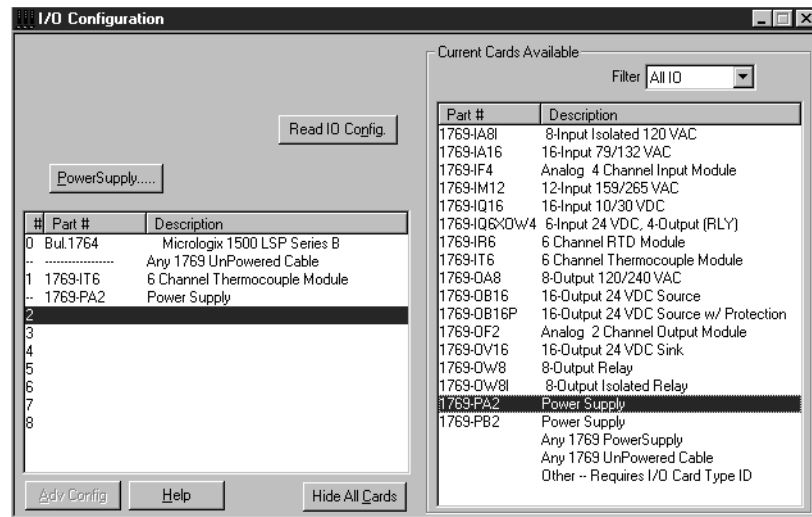 I/O Configuration
Read IO Config.
PowerSupply.....
# Part # Description
0 Bul.1764 Micrologix 1500 LSP Series B
-- ----------------- Any 1769 UnPowered Cable
1 1769-IT6 6 Channel Thermocouple Module
-- 1769-PA2 Power Supply
2
3
4
5
6
7
8
Adv Config Help Hide All Cards
Current Cards Available
Filter All IO
Part # Description
1769-IA8I 8-Input Isolated 120 VAC
1769-IA16 16-Input 79/132 VAC
1769-IF4 Analog 4 Channel Input Module
1769-IM12 12-Input 159/265 VAC
1769-IQ16 16-Input 10/30 VDC
1769-IQ6XOW4 6-Input 24 VDC, 4-Output (RLY)
1769-IR6 6 Channel RTD Module
1769-IT6 6 Channel Thermocouple Module
1769-OA8 8-Output 120/240 VAC
1769-OB16 16-Output 24 VDC Source
1769-OB16P 16-Output 24 VDC Source w/ Protection
1769-OF2 Analog 2 Channel Output Module
1769-OV16 16-Output 24 VDC Sink
1769-OW8 8-Output Relay
1769-OW8I 8-Output Isolated Relay
1769-PA2 Power Supply
1769-PB2 Power Supply
Any 1769 PowerSupply
Any 1769 UnPowered Cable
Other -- Requires I/O Card Type ID